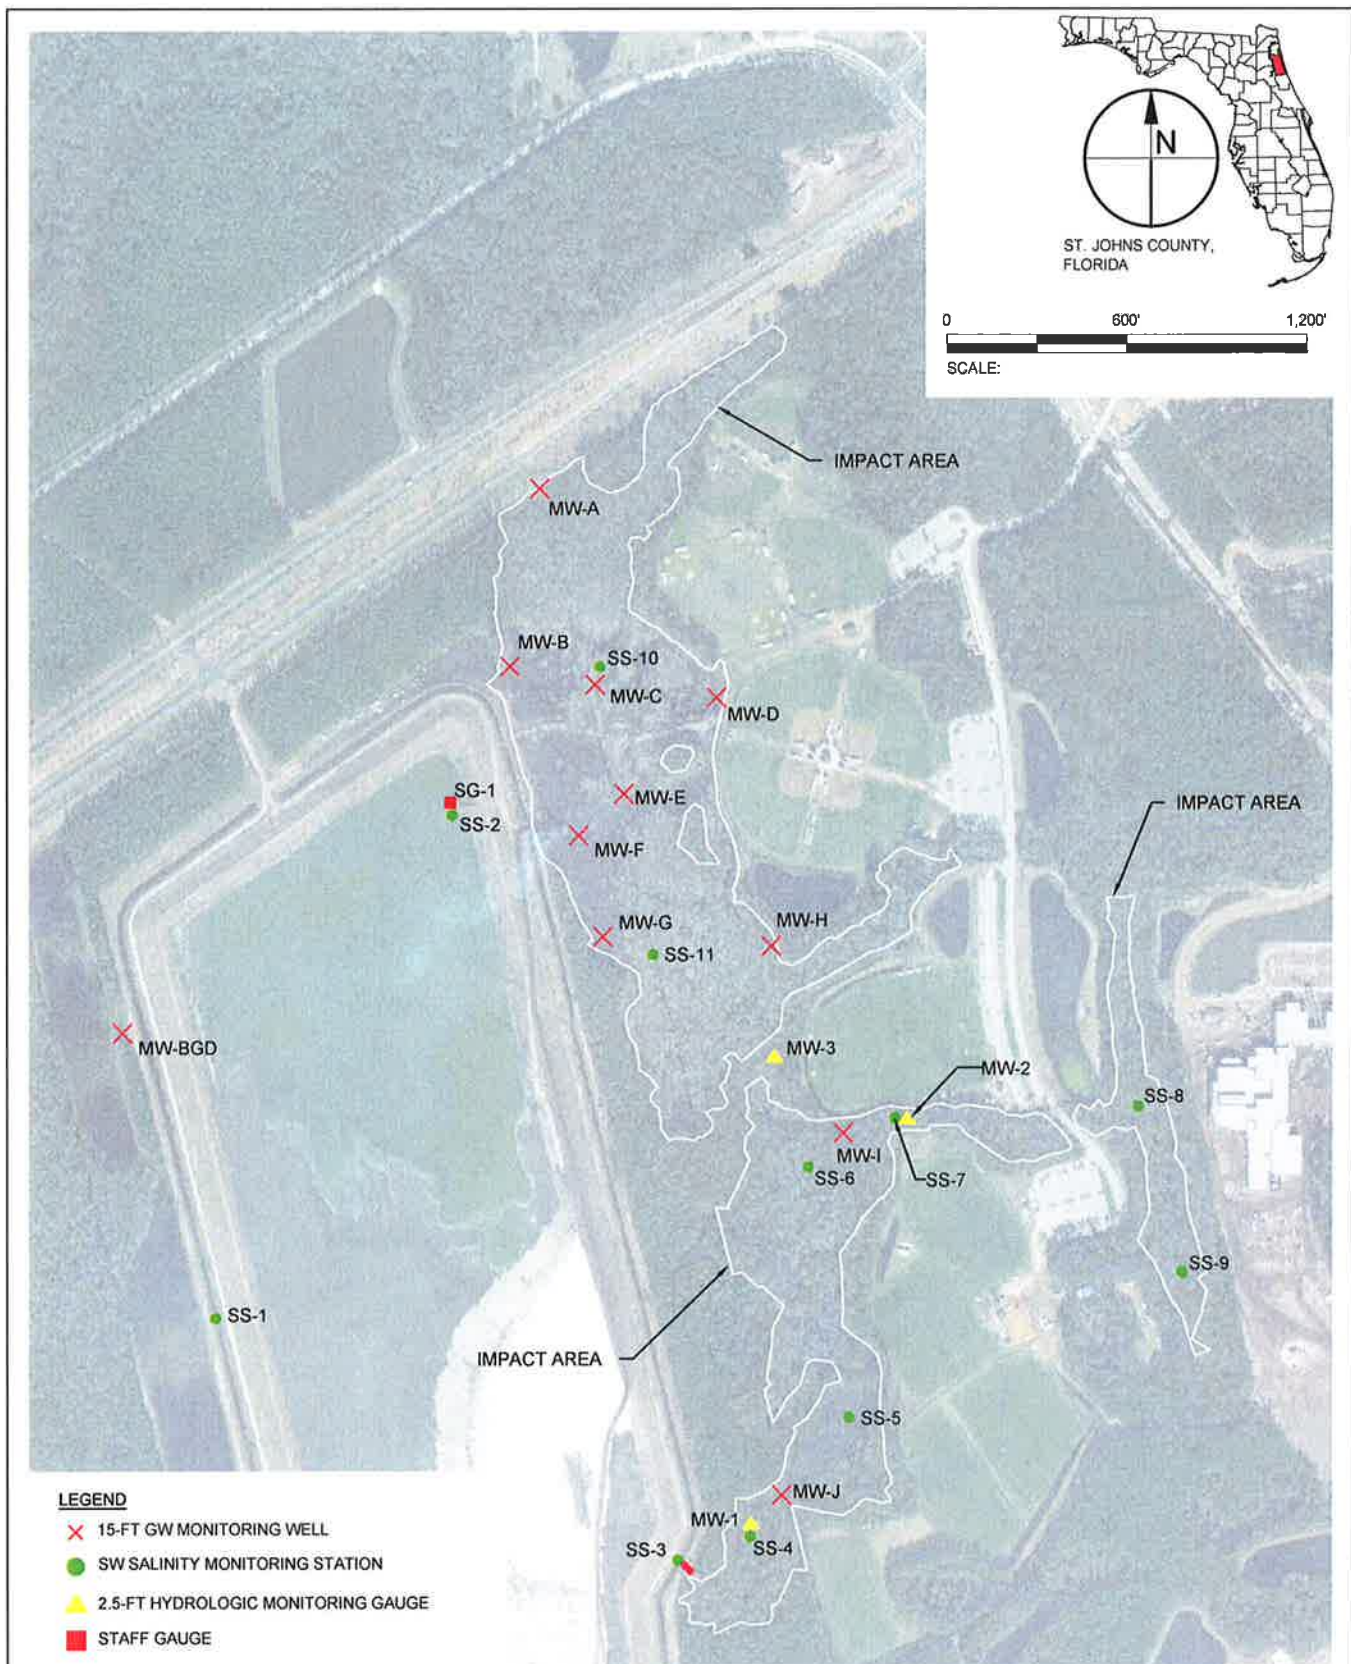 N
ST. JOHNS COUNTY,
FLORIDA
0 600' 1,200'
SCALE:
IMPACT AREA
MW-A
MW-B
SS-10
MW-C
MW-D
SG-1
SS-2
MW-E
IMPACT AREA
MW-F
MW-G
MW-H
SS-11
MW-BGD
MW-3
MW-2
SS-8
MW-I
SS-6
SS-7
SS-9
SS-1
IMPACT AREA
SS-5
MW-J
MW-1
SS-4
SS-3
LEGEND
15-FT GW MONITORING WELL
SW SALINITY MONITORING STATION
2.5-FT HYDROLOGIC MONITORING GAUGE
STAFF GAUGE